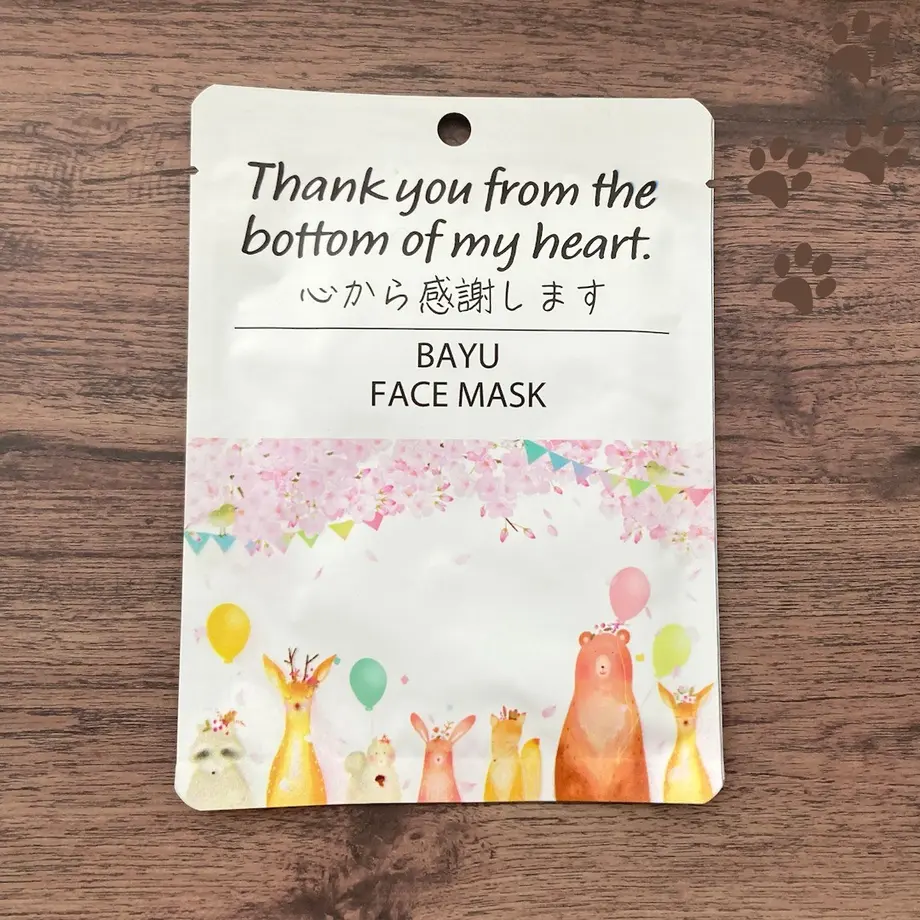 Thank you from the
bottom of my heart.
心から感謝します
BAYU
FACE MASK